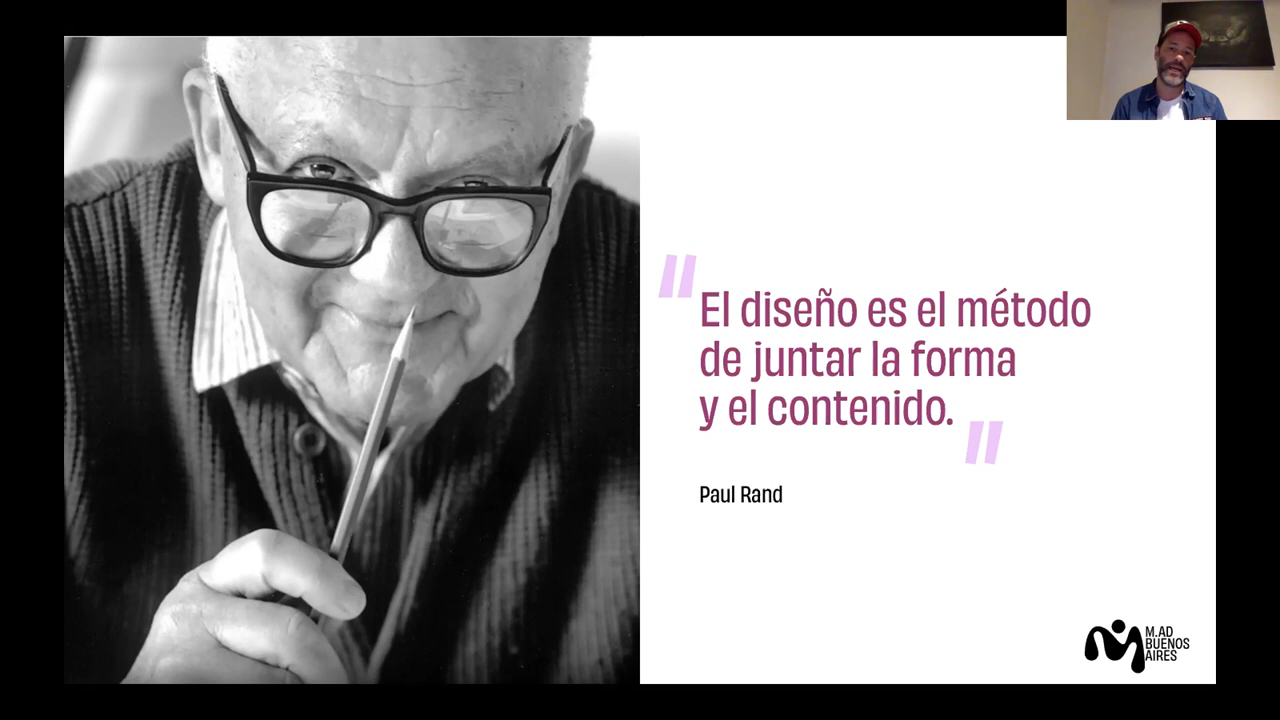 "El diseño es el método
de juntar la forma
y el contenido."
Paul Rand
M.AD
BUENOS
AIRES